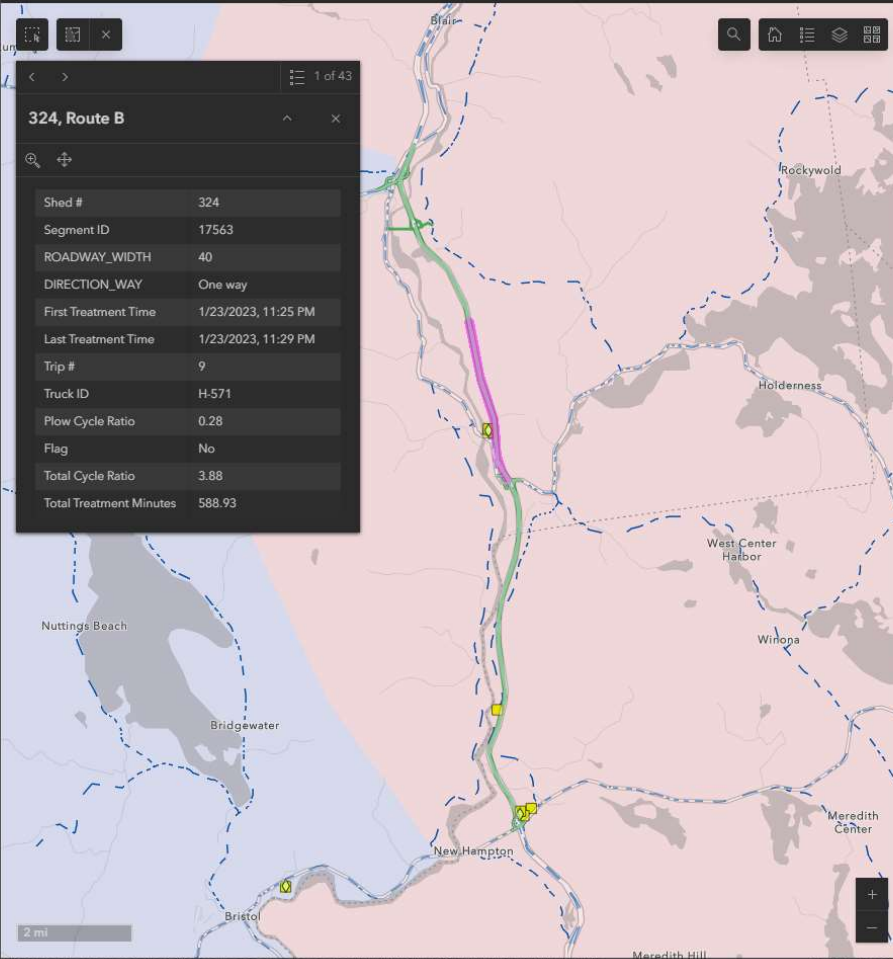 Blair
1 of 43
324, Route B
Shed # 324
Segment ID 17563
ROADWAY_WIDTH 40
DIRECTION_WAY One way
First Treatment Time 1/23/2023, 11:25 PM
Last Treatment Time 1/23/2023, 11:29 PM
Trip # 9
Truck ID H-571
Plow Cycle Ratio 0.28
Flag No
Total Cycle Ratio 3.88
Total Treatment Minutes 588.93
Rockywold
Holderness
West Center
Harbor
Nuttings Beach
Winona
Bridgewater
Meredith
Center
New Hampton
Bristol
2 mi
Meredith Hill